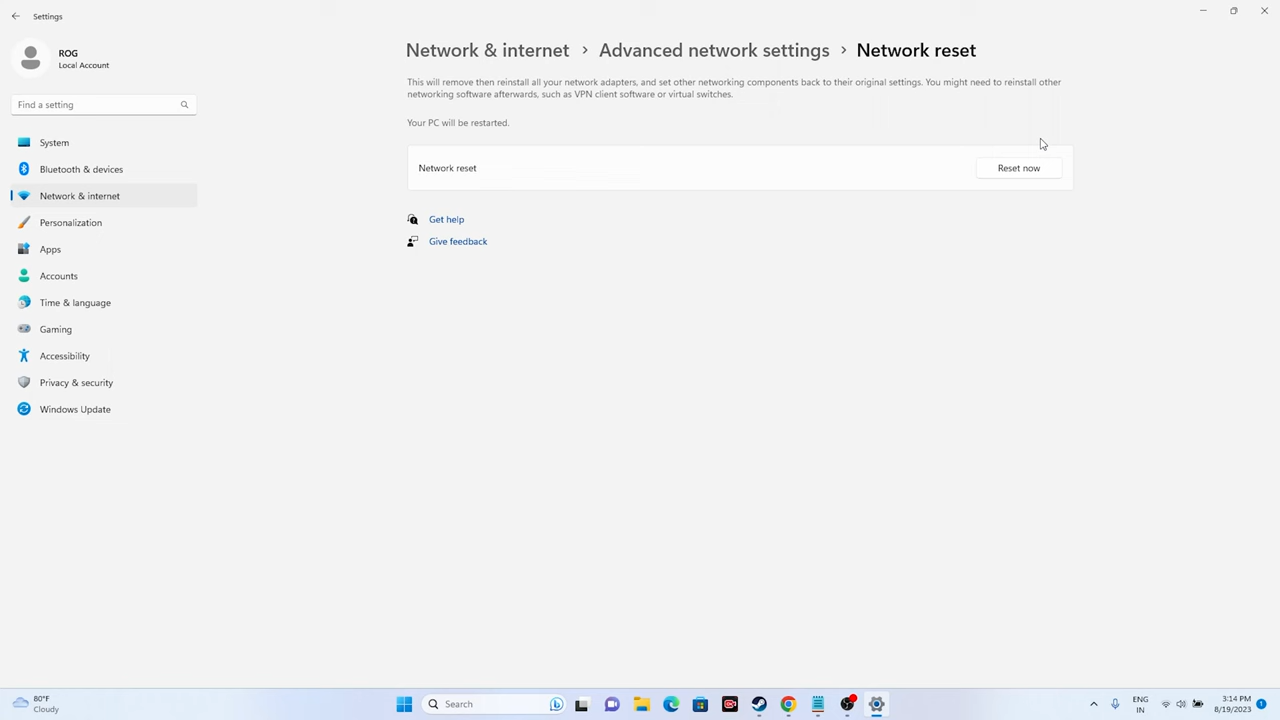 Settings
ROG
Local Account
Find a setting
System
Bluetooth & devices
Network & internet
Personalization
Apps
Accounts
Time & language
Gaming
Accessibility
Privacy & security
Windows Update
Network & internet > Advanced network settings > Network reset
This will remove then reinstall all your network adapters, and set other networking components back to their original settings. You might need to reinstall other
networking software afterwards, such as VPN client software or virtual switches.
Your PC will be restarted.
Network reset
Reset now
Get help
Give feedback
80°F
Cloudy
Search
ENG
IN
3:14 PM
8/19/2023